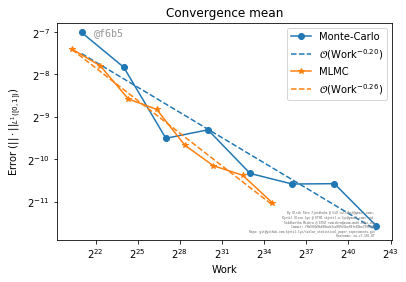 Convergence mean
@f6b5
Monte-Carlo
𝒪(Work^−0.20)
MLMC
𝒪(Work^−0.26)
Error (||·||_L¹([0,1]))
2^−7
2^−8
2^−9
2^−10
2^−11
2^22 2^25 2^28 2^31 2^34 2^37 2^40 2^43
Work